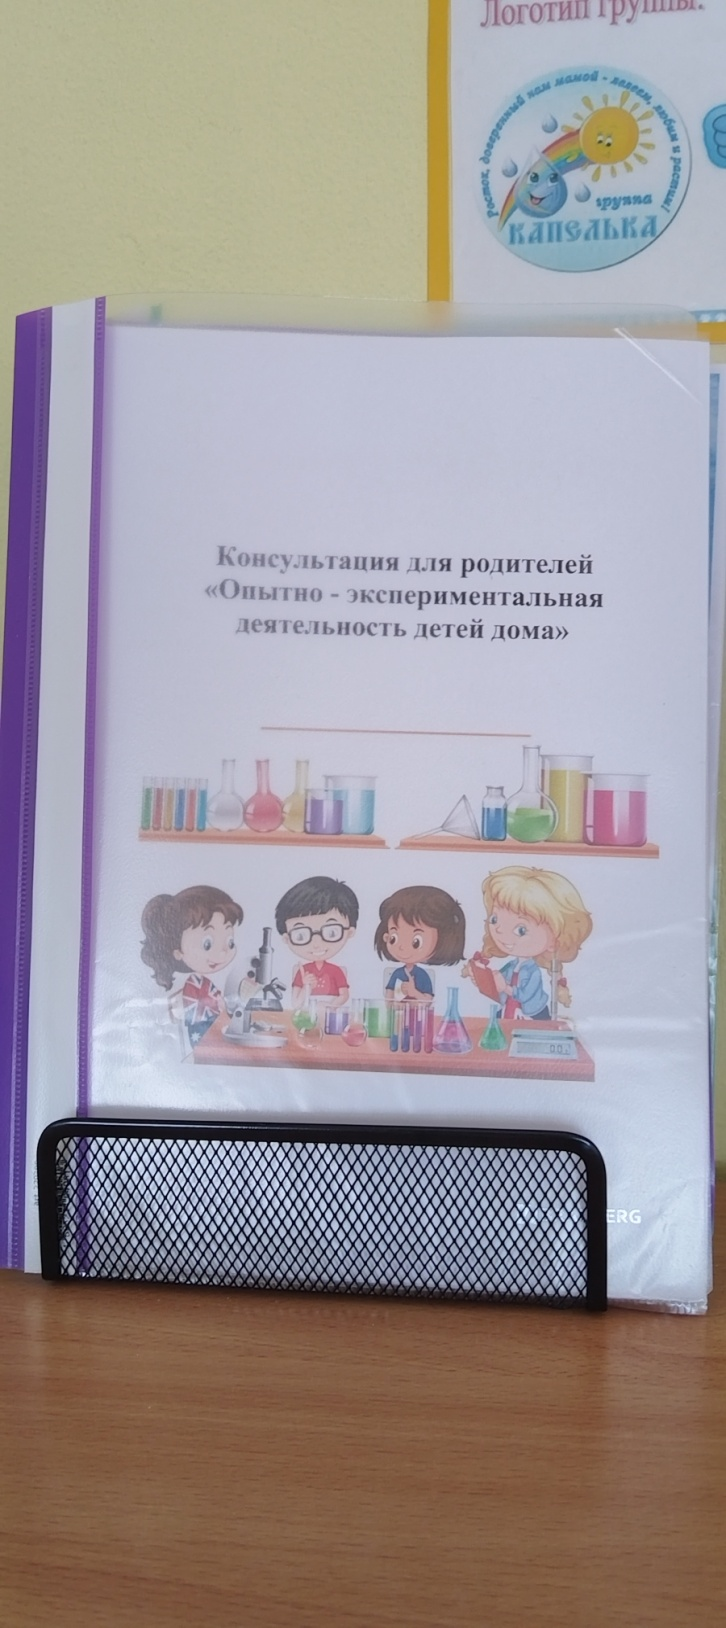 Логотип группы:
Росток, доверенный нам мамой - лелеем, любим и растим!
группа
КАПЕЛЬКА
Консультация для родителей
«Опытно - экспериментальная
деятельность детей дома»